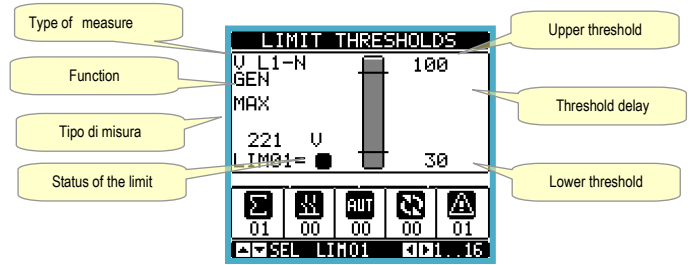 Type of measure
Function
Tipo di misura
Status of the limit
LIMIT THRESHOLDS
V L1-N 100
GEN
MAX
221 V
LIM01= 30
Σ AUT
01 00 00 00 01
SEL LIM01 1..16
Upper threshold
Threshold delay
Lower threshold